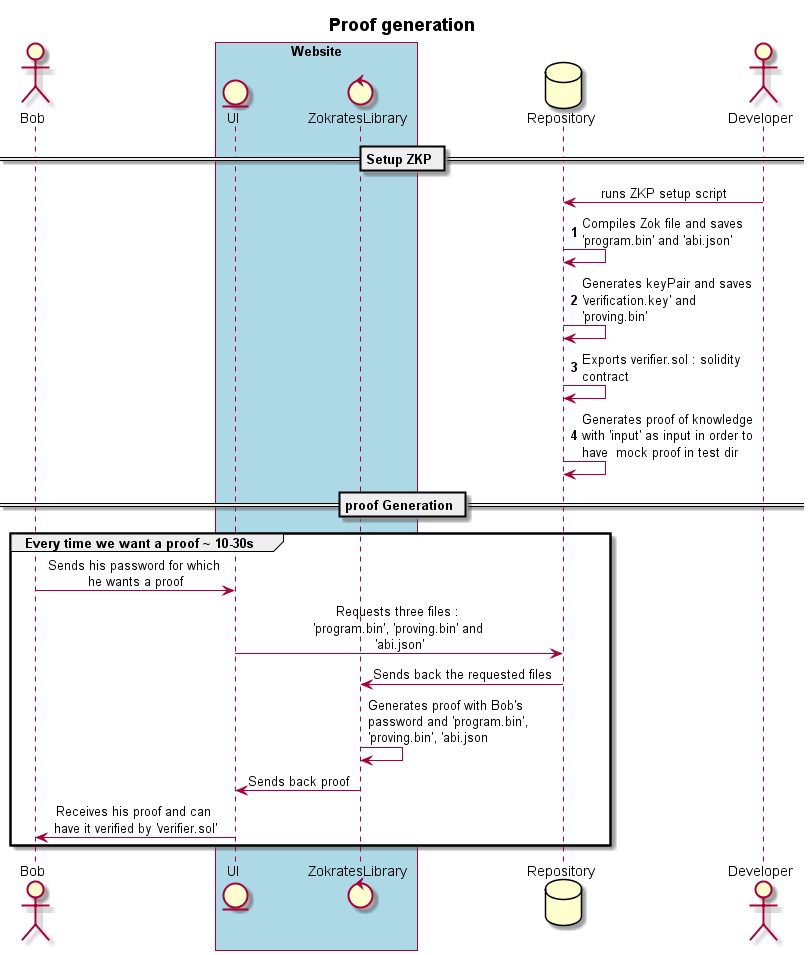 Proof generation
Website
Bob
UI
ZokratesLibrary
Repository
Developer
Setup ZKP
runs ZKP setup script
1 Compiles Zok file and saves
'program.bin' and 'abi.json'
Generates keyPair and saves
2 'verification.key' and
'proving.bin'
3 Exports verifier.sol : solidity
contract
Generates proof of knowledge
4 with 'input' as input in order to
have  mock proof in test dir
proof Generation
Every time we want a proof ~ 10-30s
Sends his password for which
he wants a proof
Requests three files :
'program.bin', 'proving.bin' and
'abi.json'
Sends back the requested files
Generates proof with Bob's
password and 'program.bin',
'proving.bin', 'abi.json
Sends back proof
Receives his proof and can
have it verified by 'verifier.sol'
Bob
UI
ZokratesLibrary
Repository
Developer